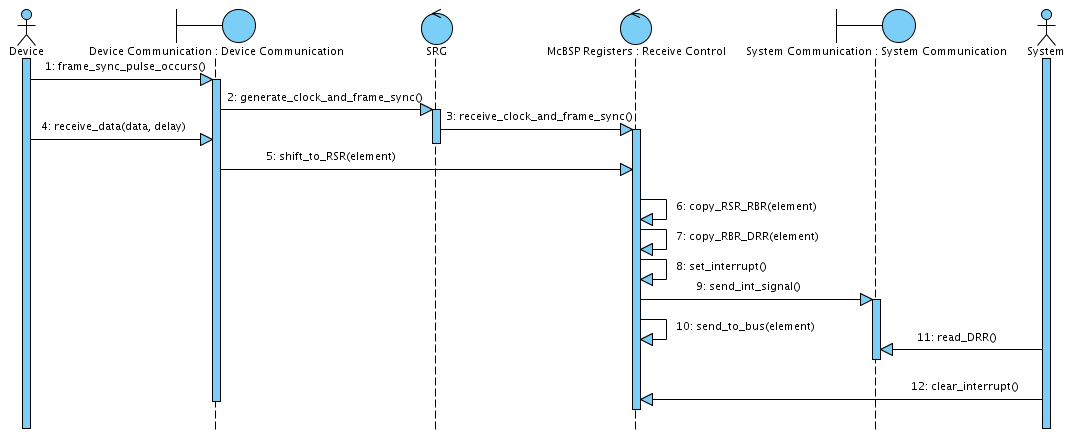 Device
Device Communication : Device Communication
SRG
McBSP Registers : Receive Control
System Communication : System Communication
System
1: frame_sync_pulse_occurs()
2: generate_clock_and_frame_sync()
3: receive_clock_and_frame_sync()
4: receive_data(data, delay)
5: shift_to_RSR(element)
6: copy_RSR_RBR(element)
7: copy_RBR_DRR(element)
8: set_interrupt()
9: send_int_signal()
10: send_to_bus(element)
11: read_DRR()
12: clear_interrupt()